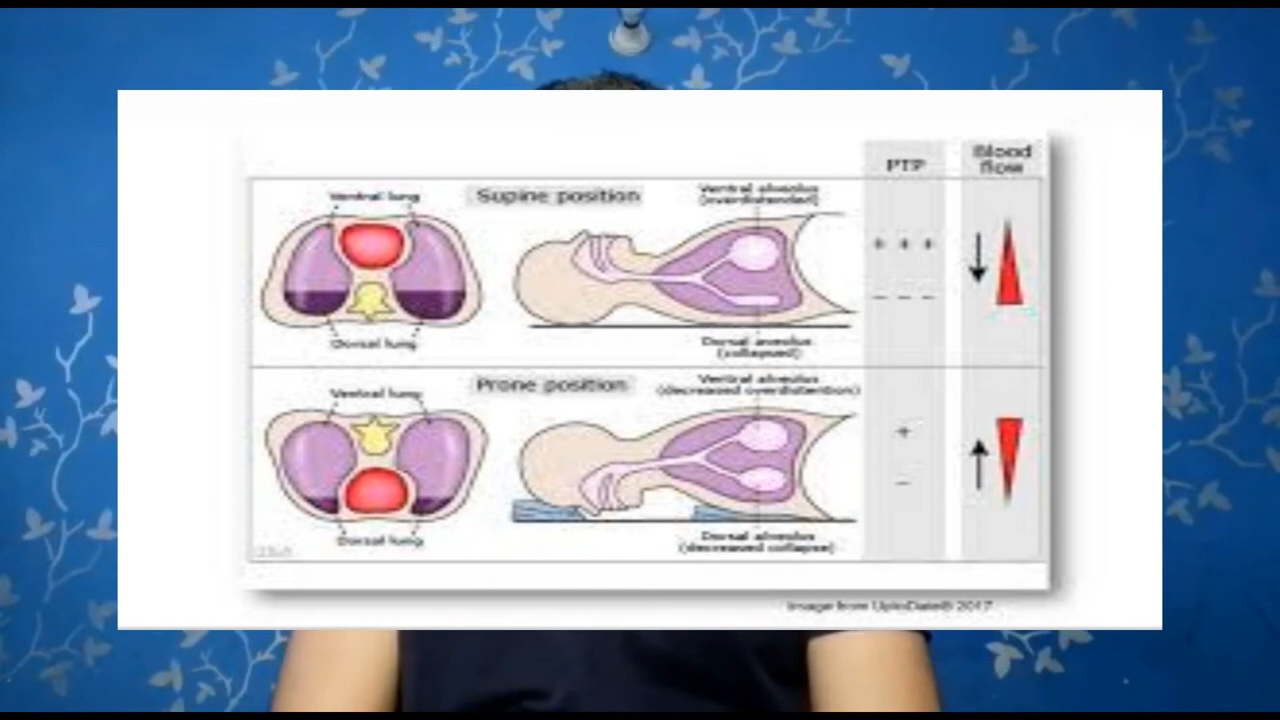 PTP
Blood
flow
Ventral lung
Supine position
Ventral alveolus
(overdistended)
+ + +
- - -
Dorsal lung
Dorsal alveolus
(collapsed)
Prone position
Ventral lung
Ventral alveolus
(decreased overdistention)
+
-
Dorsal lung
Dorsal alveolus
(decreased collapse)
Image from UpToDate® 2017